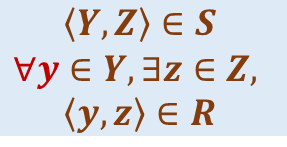 ⟨Y, Z⟩ ∈ S
∀y ∈ Y, ∃z ∈ Z,
⟨y, z⟩ ∈ R